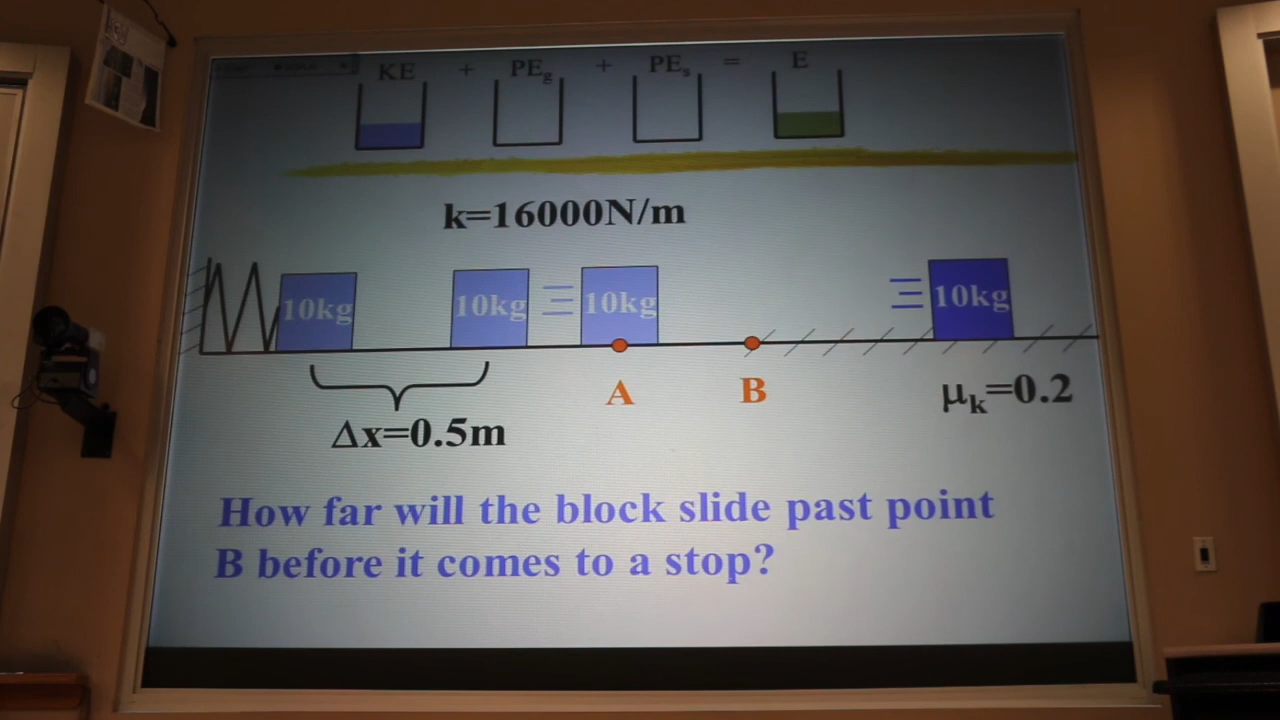 KE + PEg + PEs = E
k=16000N/m
10kg 10kg 10kg 10kg
A B μk=0.2
Δx=0.5m
How far will the block slide past point
B before it comes to a stop?